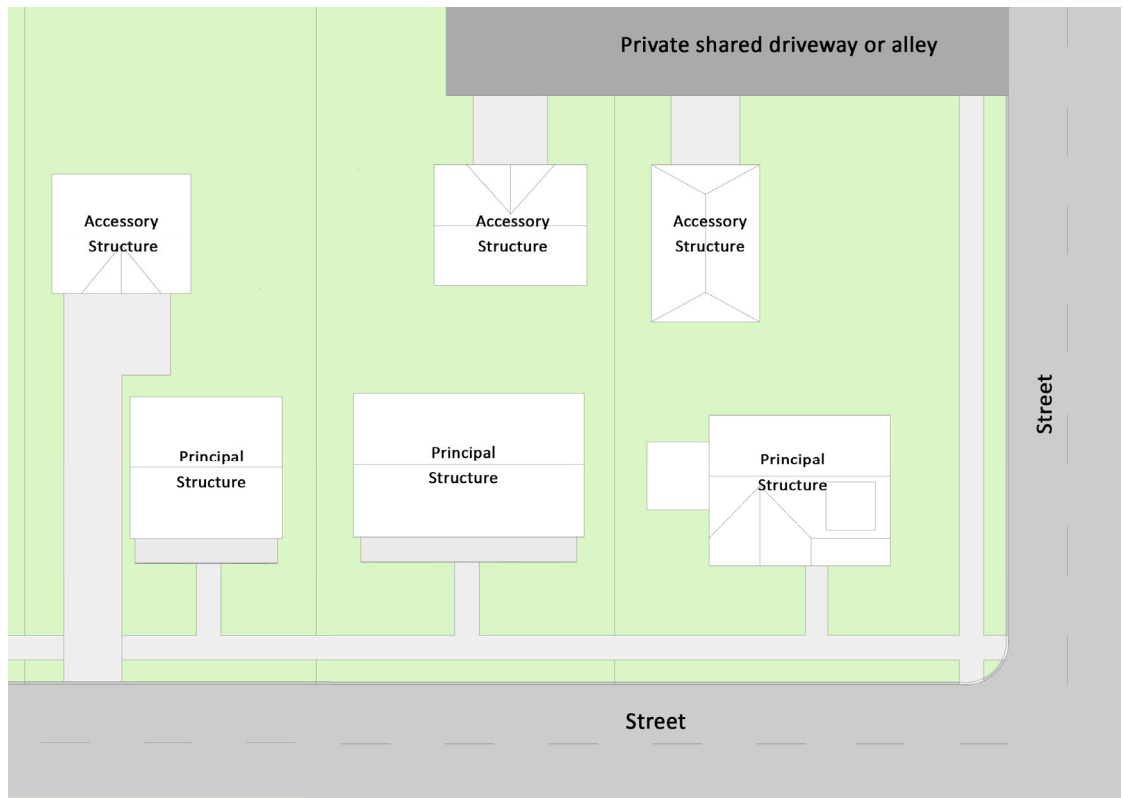 Private shared driveway or alley
Accessory
Structure
Accessory
Structure
Accessory
Structure
Principal
Structure
Principal
Structure
Principal
Structure
Street
Street